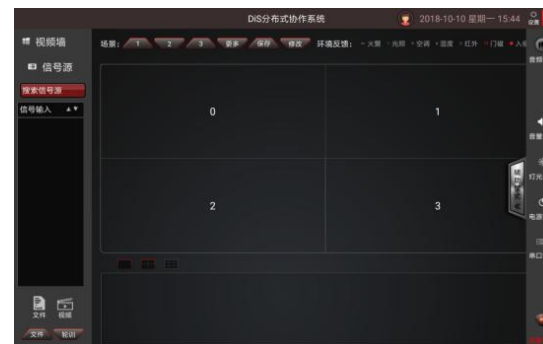 DiS分布式协作系统
2018-10-10 星期一 15:44
设置
视频墙
场景： 1 2 3 更多 保存 修改 环境反馈： 火警 光照 空调 温度 红外 门磁
信号源
音频
搜索信号源
信号输入
0
1
音量
灯光
2
3
电源
串口
文件 视频
文件 轮训